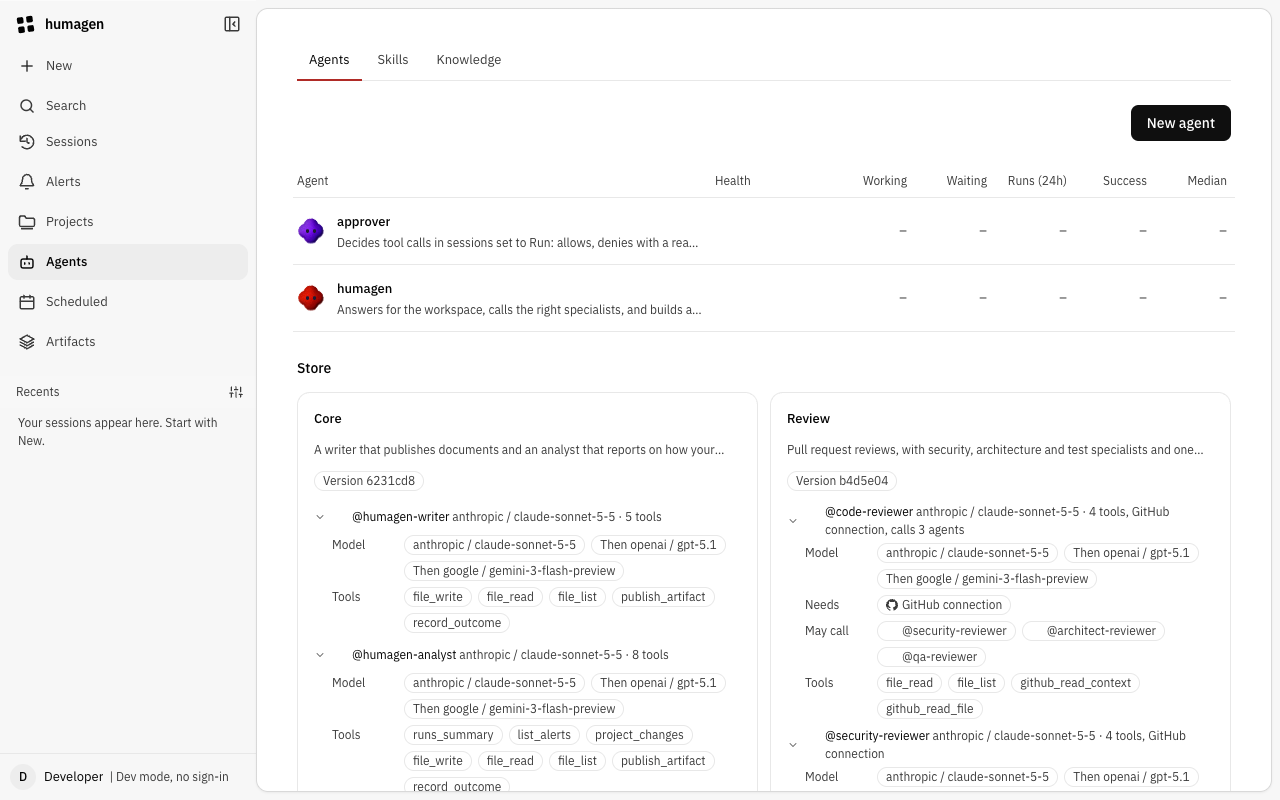 humagen
New
Search
Sessions
Alerts
Projects
Agents
Scheduled
Artifacts
Recents
Your sessions appear here. Start with
New.
D Developer | Dev mode, no sign-in
Agents Skills Knowledge
New agent
Agent Health Working Waiting Runs (24h) Success Median
approver
Decides tool calls in sessions set to Run: allows, denies with a rea...
– – – – –
humagen
Answers for the workspace, calls the right specialists, and builds a...
– – – – –
Store
Core
A writer that publishes documents and an analyst that reports on how your...
Version 6231cd8
@humagen-writer anthropic / claude-sonnet-5-5 · 5 tools
Model anthropic / claude-sonnet-5-5 Then openai / gpt-5.1
Then google / gemini-3-flash-preview
Tools file_write file_read file_list publish_artifact
record_outcome
@humagen-analyst anthropic / claude-sonnet-5-5 · 8 tools
Model anthropic / claude-sonnet-5-5 Then openai / gpt-5.1
Then google / gemini-3-flash-preview
Tools runs_summary list_alerts project_changes
file_write file_read file_list publish_artifact
record_outcome
Review
Pull request reviews, with security, architecture and test specialists and one...
Version b4d5e04
@code-reviewer anthropic / claude-sonnet-5-5 · 4 tools, GitHub
connection, calls 3 agents
Model anthropic / claude-sonnet-5-5 Then openai / gpt-5.1
Then google / gemini-3-flash-preview
Needs GitHub connection
May call @security-reviewer @architect-reviewer
@qa-reviewer
Tools file_read file_list github_read_context
github_read_file
@security-reviewer anthropic / claude-sonnet-5-5 · 4 tools, GitHub
connection
Model anthropic / claude-sonnet-5-5 Then openai / gpt-5.1